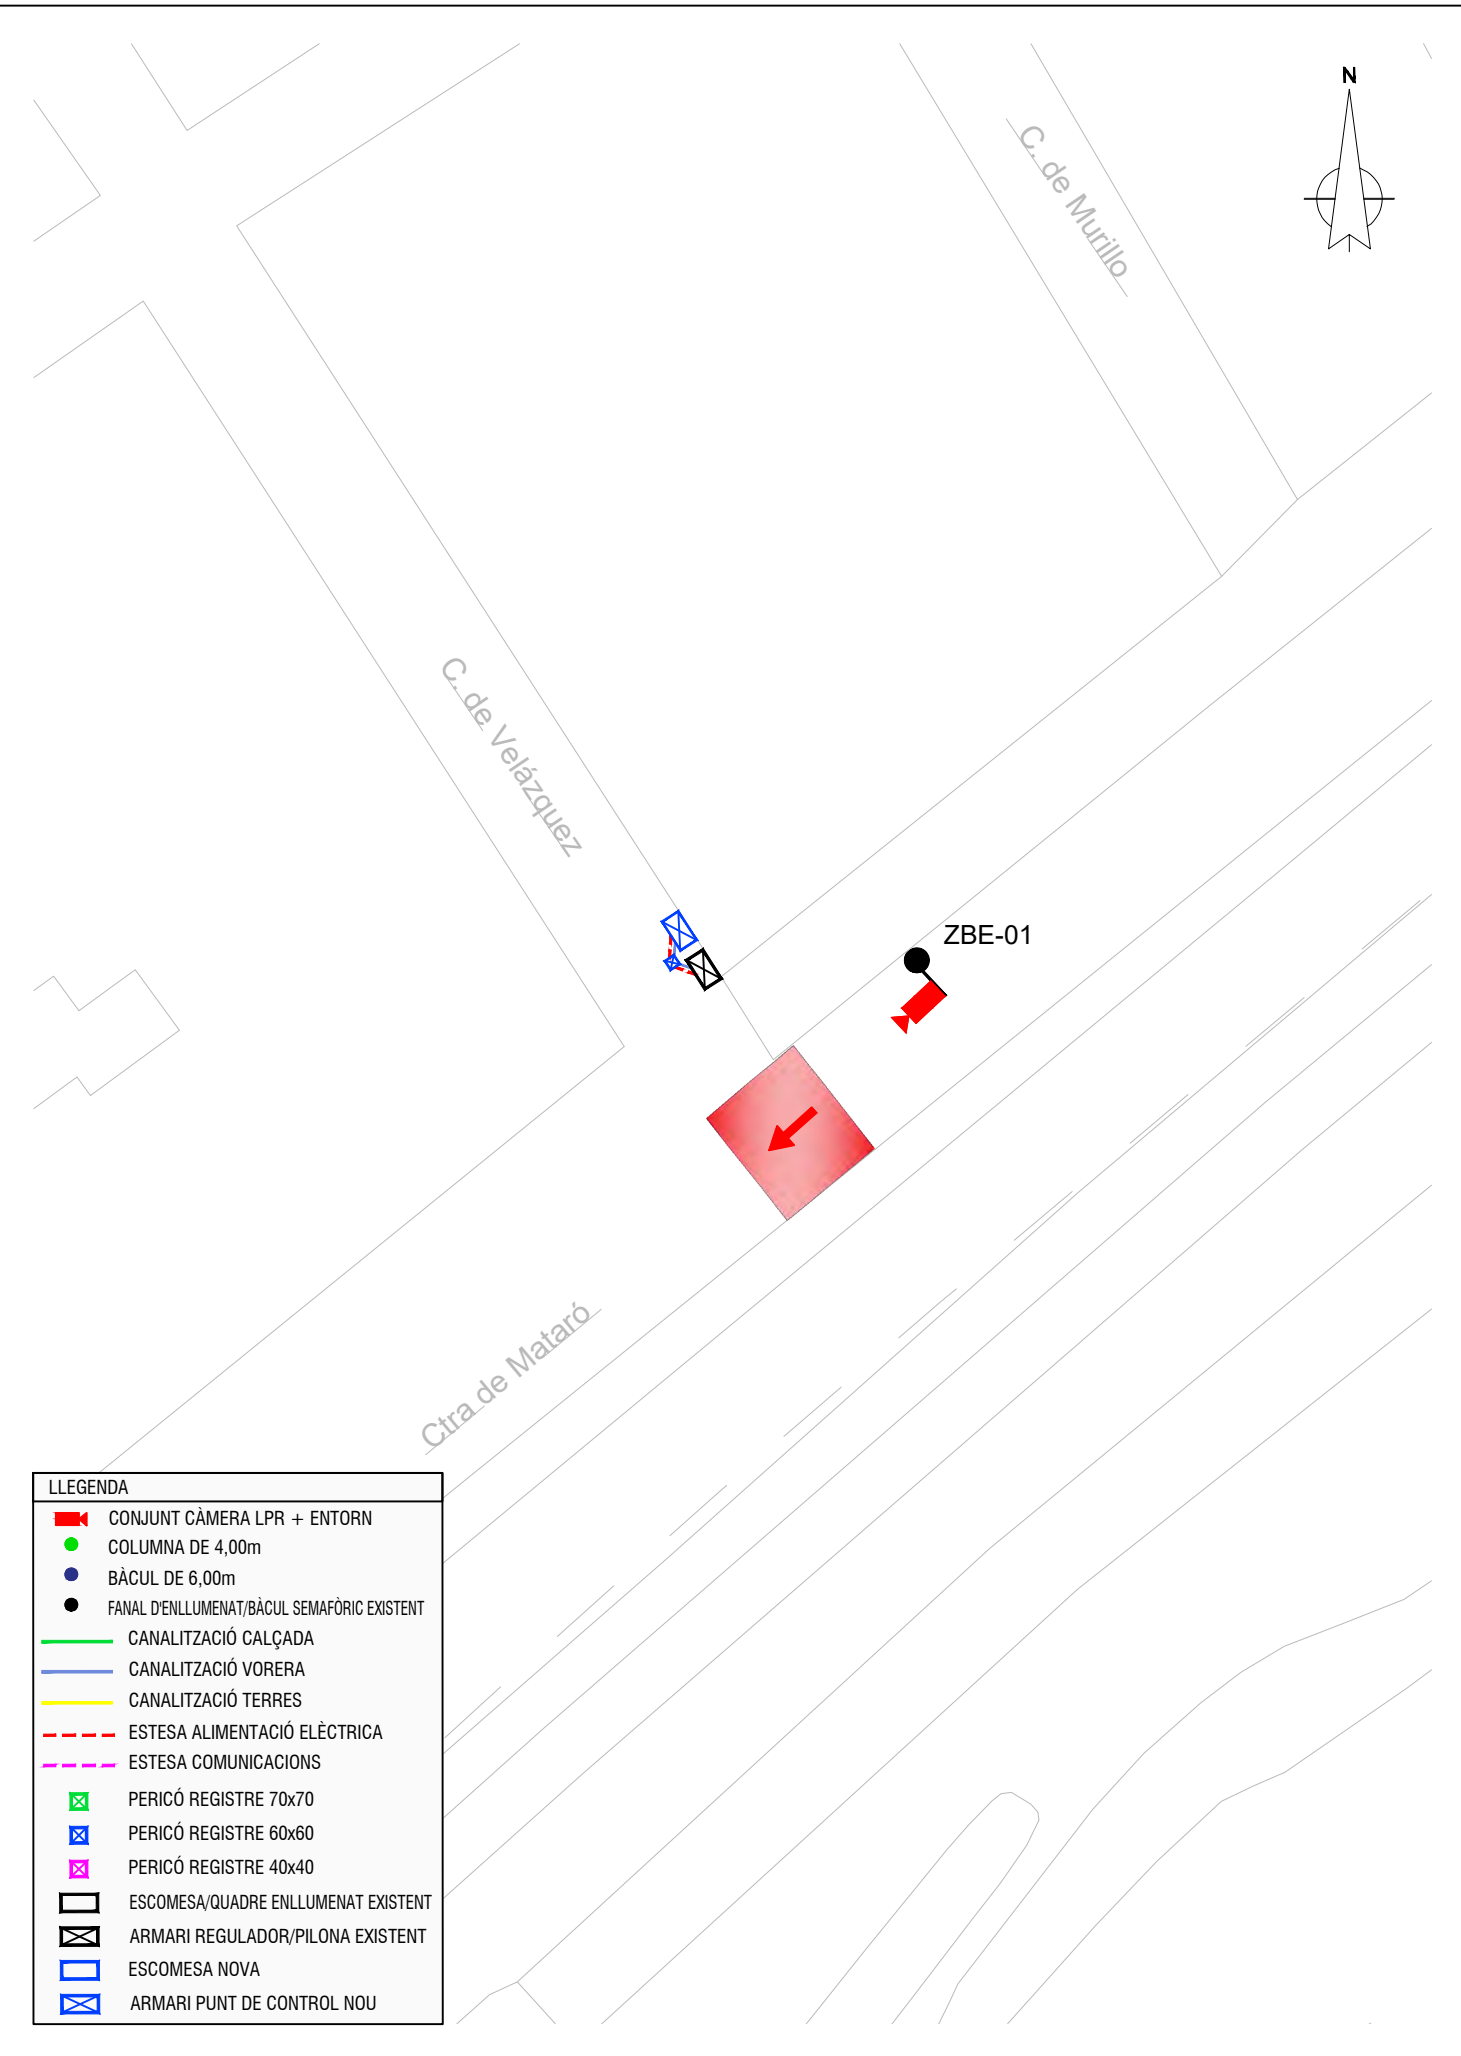 N
C. de Murillo
C. de Velázquez
ZBE-01
Ctra de Mataró
LLEGENDA
CONJUNT CÀMERA LPR + ENTORN
COLUMNA DE 4,00m
BÀCUL DE 6,00m
FANAL D'ENLLUMENAT/BÀCUL SEMAFÒRIC EXISTENT
CANALITZACIÓ CALÇADA
CANALITZACIÓ VORERA
CANALITZACIÓ TERRES
ESTESA ALIMENTACIÓ ELÈCTRICA
ESTESA COMUNICACIONS
PERICÓ REGISTRE 70x70
PERICÓ REGISTRE 60x60
PERICÓ REGISTRE 40x40
ESCOMESA/QUADRE ENLLUMENAT EXISTENT
ARMARI REGULADOR/PILONA EXISTENT
ESCOMESA NOVA
ARMARI PUNT DE CONTROL NOU